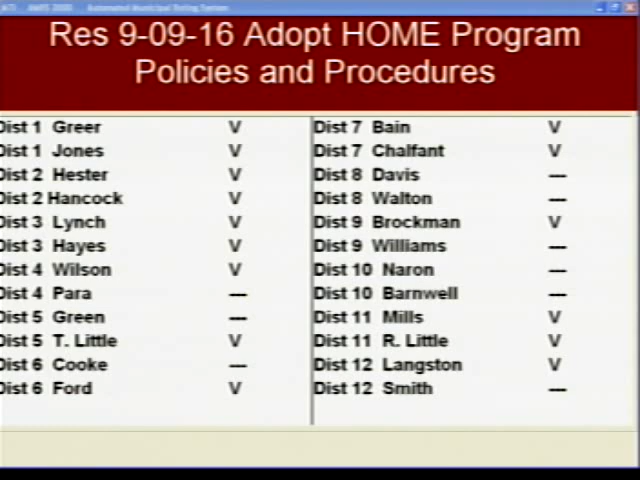 Automated Municipal Voting System
Res 9-09-16 Adopt HOME Program
Policies and Procedures
Dist 1 Greer V
Dist 1 Jones V
Dist 2 Hester V
Dist 2 Hancock V
Dist 3 Lynch V
Dist 3 Hayes V
Dist 4 Wilson V
Dist 4 Para ---
Dist 5 Green ---
Dist 5 T. Little V
Dist 6 Cooke ---
Dist 6 Ford V
Dist 7 Bain V
Dist 7 Chalfant V
Dist 8 Davis ---
Dist 8 Walton ---
Dist 9 Brockman V
Dist 9 Williams ---
Dist 10 Naron ---
Dist 10 Barnwell ---
Dist 11 Mills V
Dist 11 R. Little V
Dist 12 Langston V
Dist 12 Smith ---